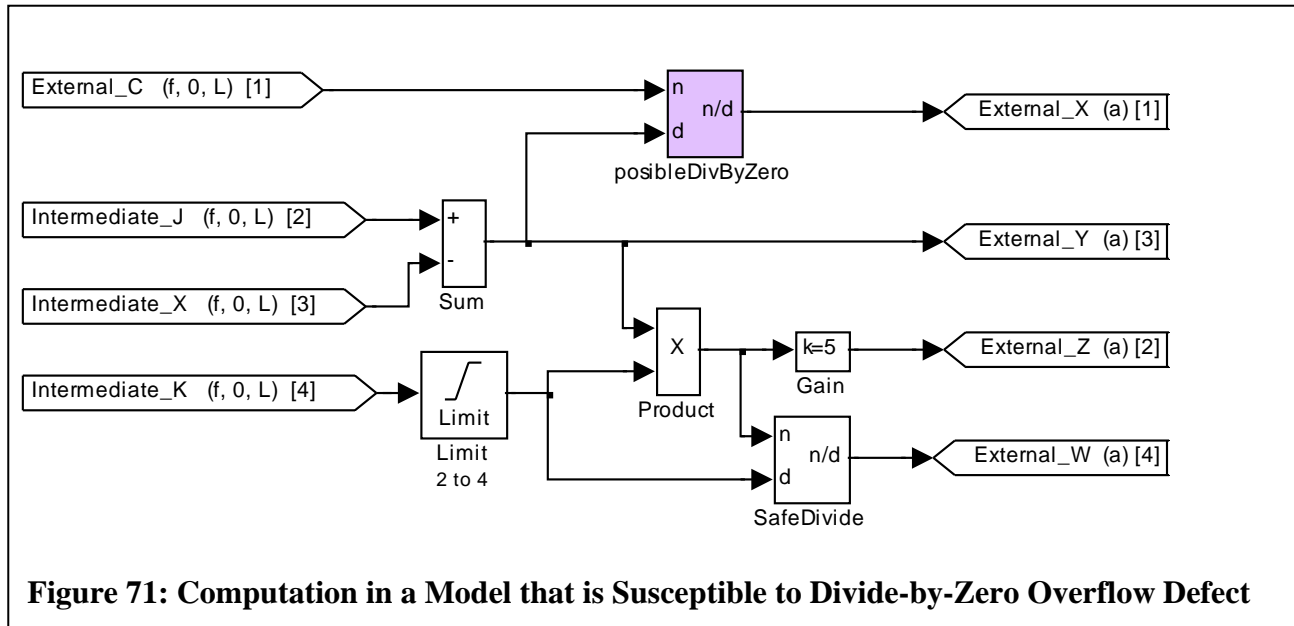 External_C (f, 0, L) [1]
n
n/d
d
posibleDivByZero
External_X (a) [1]
Intermediate_J (f, 0, L) [2]
+
-
Sum
External_Y (a) [3]
Intermediate_X (f, 0, L) [3]
X
Product
k=5
Gain
External_Z (a) [2]
Intermediate_K (f, 0, L) [4]
Limit
Limit
2 to 4
n
n/d
d
SafeDivide
External_W (a) [4]
Figure 71: Computation in a Model that is Susceptible to Divide-by-Zero Overflow Defect